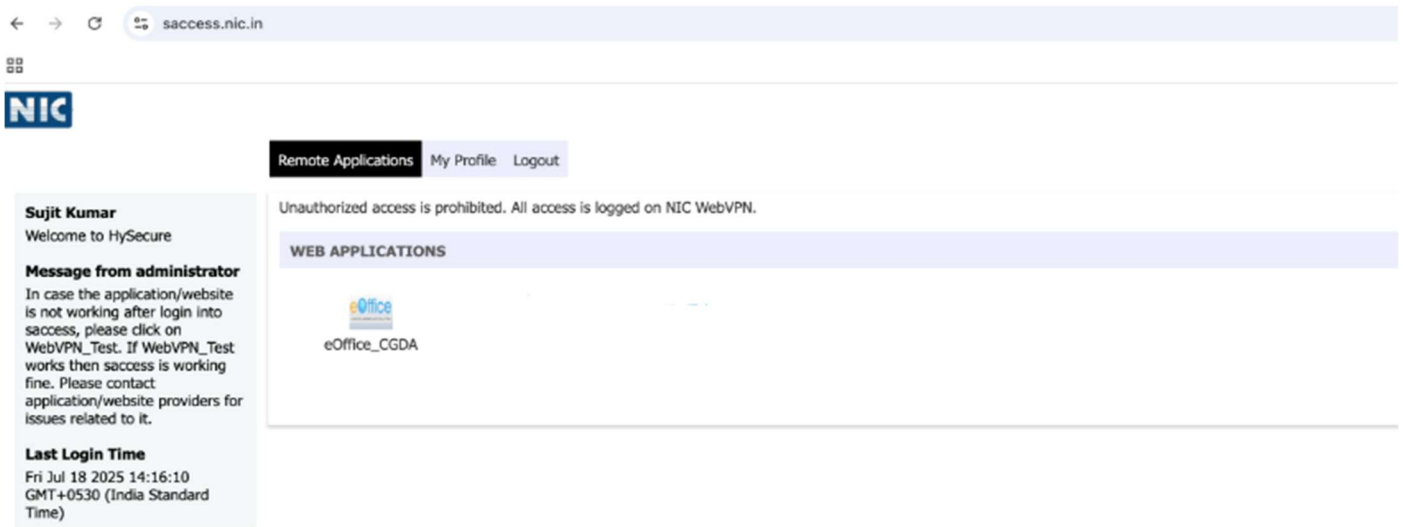 saccess.nic.in
NIC
Remote Applications My Profile Logout
Sujit Kumar
Welcome to HySecure
Message from administrator
In case the application/website
is not working after login into
saccess, please click on
WebVPN_Test. If WebVPN_Test
works then saccess is working
fine. Please contact
application/website providers for
issues related to it.
Last Login Time
Fri Jul 18 2025 14:16:10
GMT+0530 (India Standard
Time)
Unauthorized access is prohibited. All access is logged on NIC WebVPN.
WEB APPLICATIONS
eOffice
eOffice_CGDA